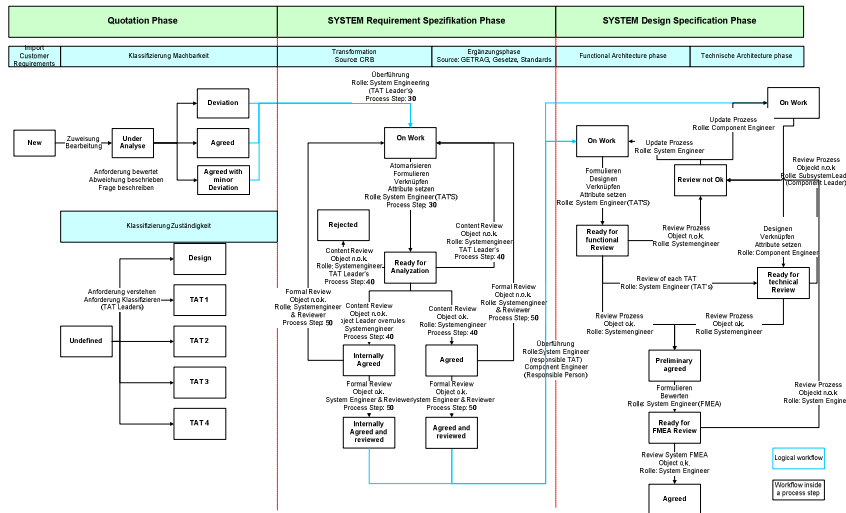 Quotation Phase
SYSTEM Requirement Spezifikation Phase
SYSTEM Design Specification Phase
Import
Customer
Requirements
Klassifizierung Machbarkeit
Transformation
Source: CRB
Ergänzungsphase
Source: GETRAG, Gesetze, Standards
Functional Architecture phase
Technische Architecture phase
New
Zuweisung
Bearbeitung
Under
Analyse
Deviation
Agreed
Agreed with
minor
Deviation
Anforderung bewertet
Abweichung beschrieben
Frage beschreiben
Klassifizierung Zuständigkeit
Design
TAT 1
TAT 2
TAT 3
TAT 4
Anforderung verstehen
Anforderung Klassifizieren
(TAT Leaders)
Undefined
Überführung
Rolle: System Engineering
(TAT Leader's)
Process Step: 30
On Work
Atomarisieren
Formulieren
Verknüpfen
Attribute setzen
Rolle: System Engineer(TAT'S)
Process Step: 30
Rejected
Content Review
Object n.o.k.
Rolle: Systemengineer
TAT Leader's
Process Step: 40
Content Review
Object n.o.k.
Rolle: Systemengineer
TAT Leader's
Process Step: 40
Ready for
Analyzation
Formal Review
Object n.o.k.
Rolle: Systemengineer
& Reviewer
Process Step: 50
Content Review
Object n.o.k.
oject Leader overrules
Systemengineer
Process Step: 40
Content Review
Object o.k.
Rolle: Systemengineer
Process Step: 40
Formal Review
Object n.o.k.
Rolle: Systemengineer
& Reviewer
Process Step: 50
Internally
Agreed
Agreed
Formal Review
Object o.k.
System Engineer & Reviewer
Process Step: 50
Formal Review
Object o.k.
ystem Engineer & Reviewer
Process Step: 50
Internally
Agreed and
reviewed
Agreed and
reviewed
Überführung
Rolle:System Engineer
(responsible TAT)
Component Engineer
(Responsible Person)
On Work
On Work
Update Prozess
Rolle: Component Engineer
Update Prozess
Rolle: System Engineer
Review not Ok
Review Prozess
Objeckt n.o.k
Rolle: SubsystemLead
(Component Leader)
Formulieren
Designen
Verknüpfen
Attribute setzen
Rolle: System Engineer(TAT'S)
Ready for
functional
Review
Review Prozess
Object n.o.k.
Rolle: Systemengineer
Designen
Verknüpfen
Attribute setzen
Rolle: Component Engineer
Review of each TAT
Rolle: System Engineer (TAT's)
Ready for
technical
Review
Review Prozess
Object o.k.
Rolle: Systemengineer
Review Prozess
Object o.k.
Rolle: Systemengineer
Preliminary
agreed
Formulieren
Bewerten
Rolle: System Engineer(FMEA)
Review Prozess
Objeckt n.o.k
Rolle: System Engine
Ready for
FMEA Review
Review System FMEA
Object o.k.
Rolle: System Engineer
Agreed
Logical workflow
Workflow inside
a process step